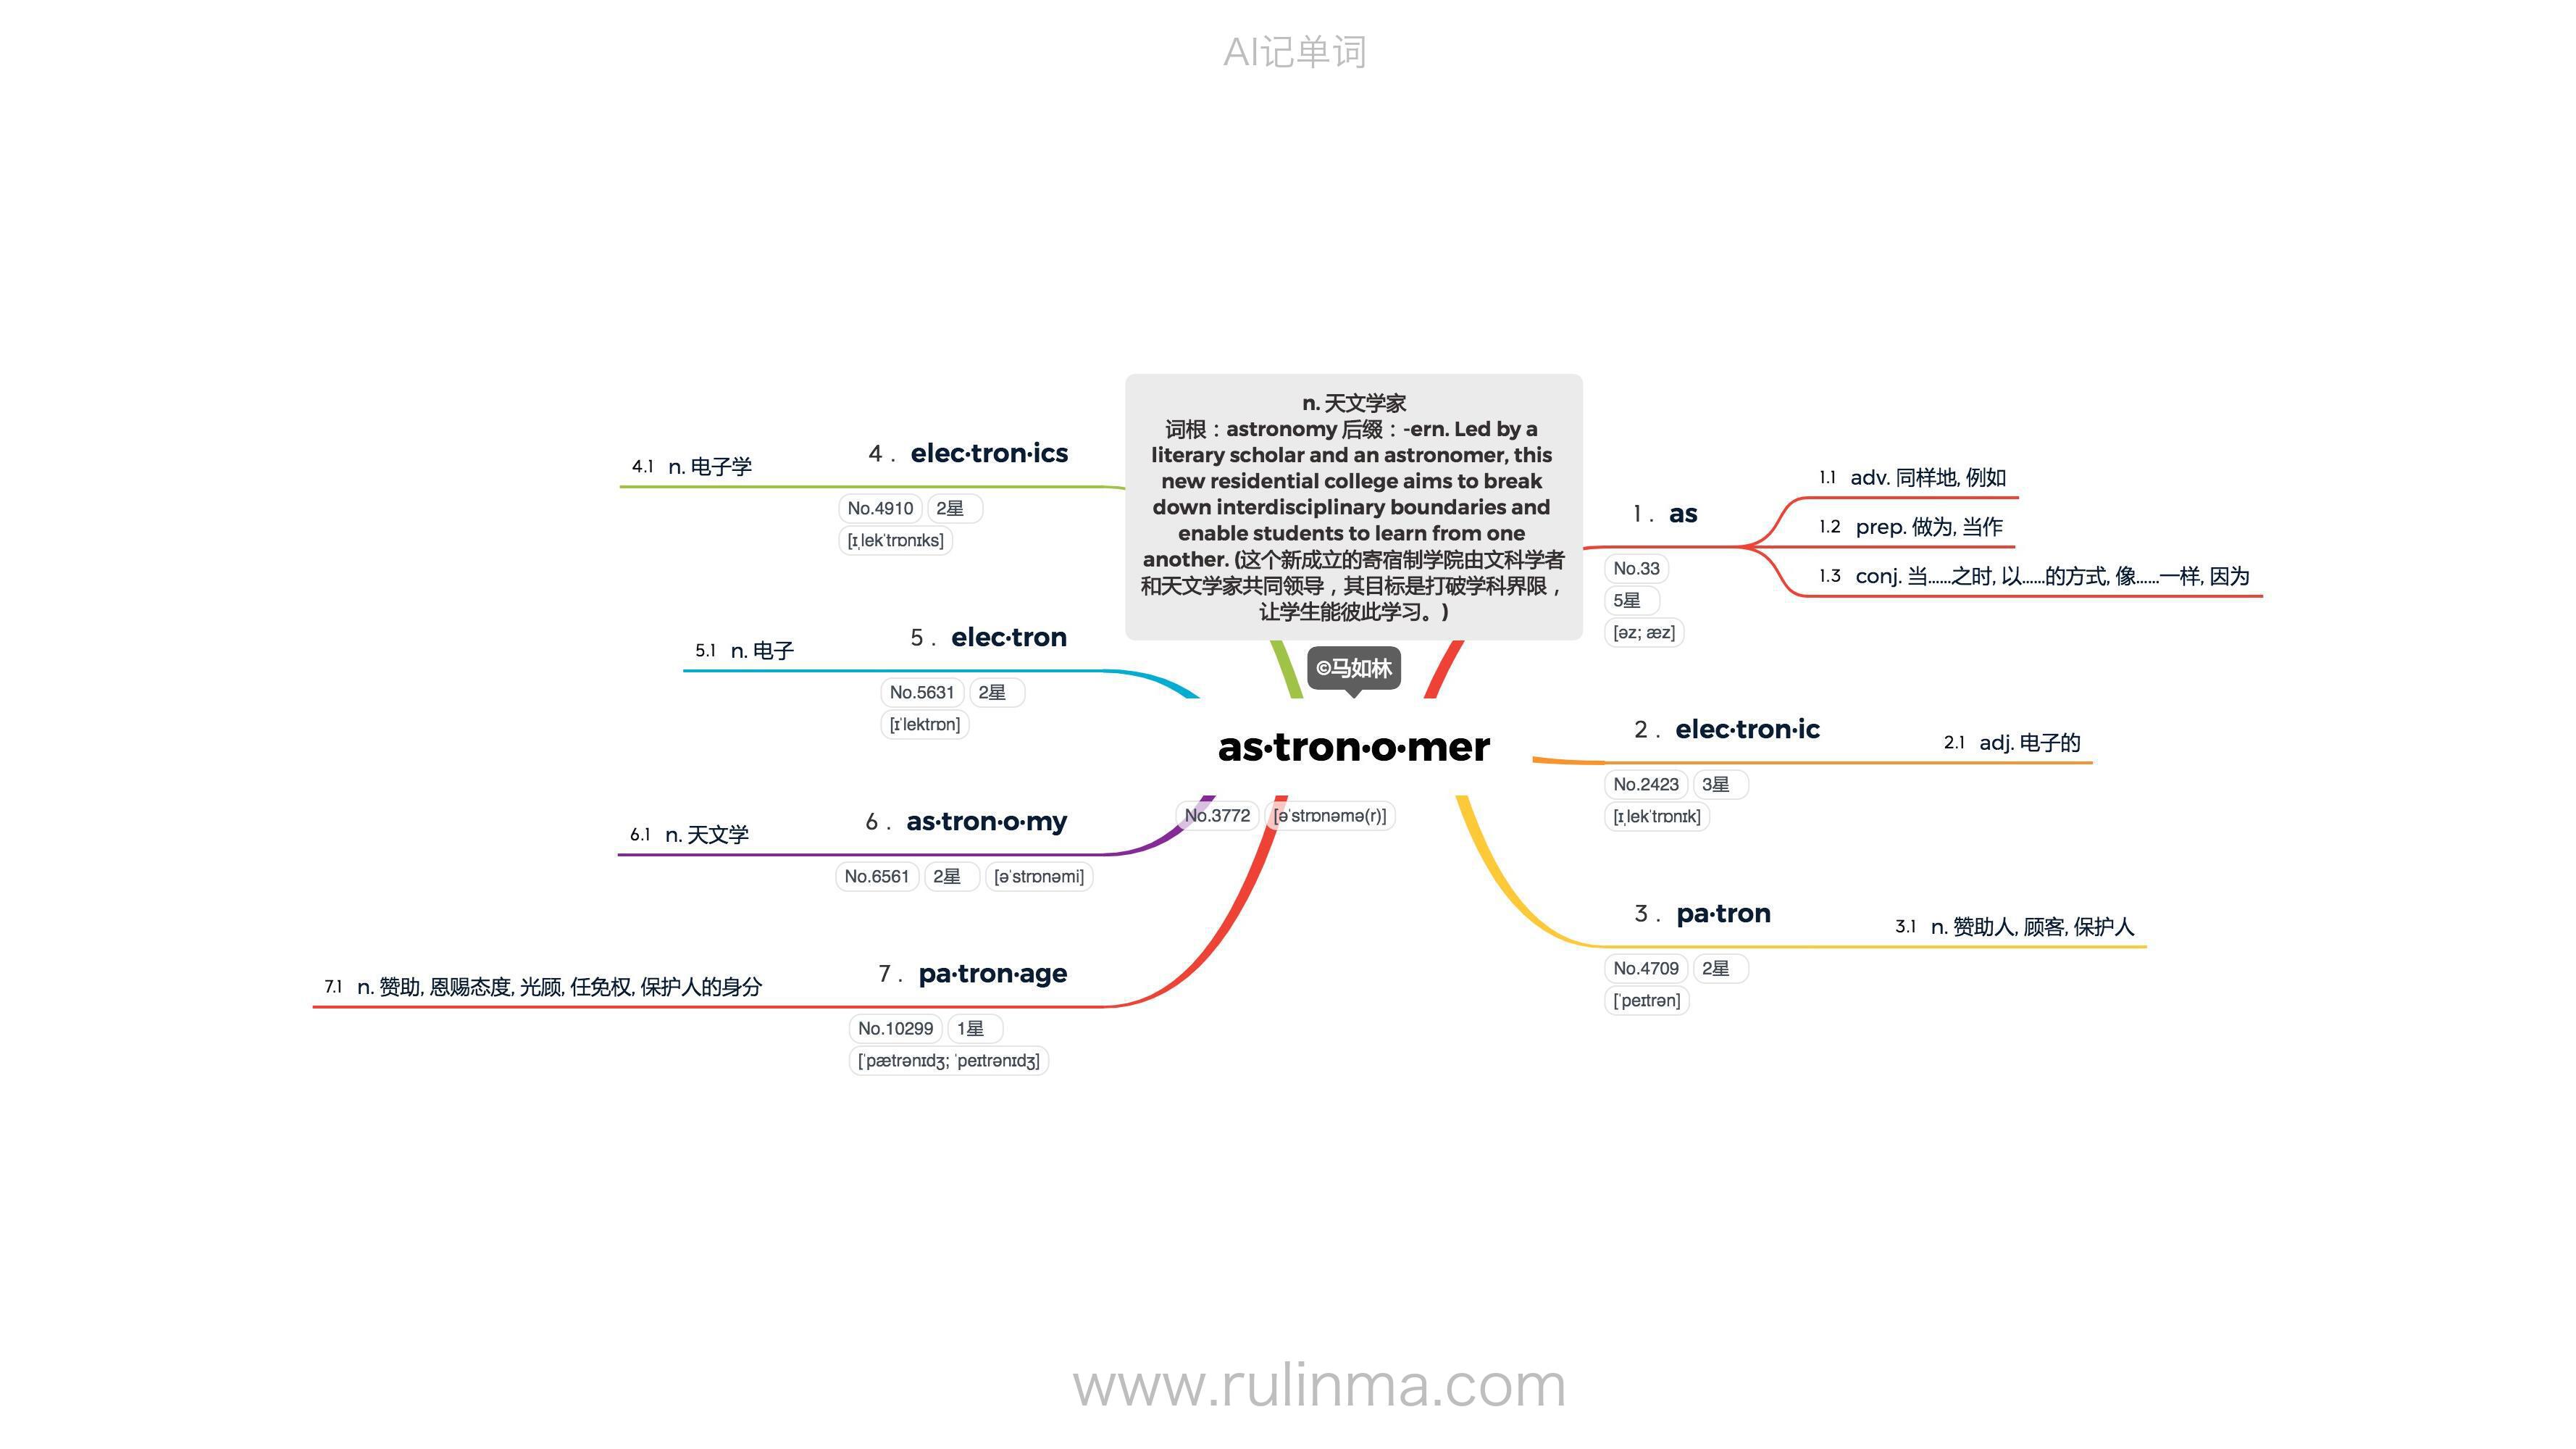 AI记单词
n. 天文学家
词根：astronomy 后缀：-ern. Led by a
literary scholar and an astronomer, this
new residential college aims to break
down interdisciplinary boundaries and
enable students to learn from one
another. (这个新成立的寄宿制学院由文科学者
和天文学家共同领导，其目标是打破学科界限，
让学生能彼此学习。)
©马如林
as·tron·o·mer
No.3772 [əˈstrɒnəmə(r)]
1. as
No.33
5星
[əz; æz]
1.1 adv. 同样地, 例如
1.2 prep. 做为, 当作
1.3 conj. 当……之时, 以……的方式, 像……一样, 因为
2. elec·tron·ic
2.1 adj. 电子的
No.2423 3星
[ɪˌlekˈtrɒnɪk]
3. pa·tron
3.1 n. 赞助人, 顾客, 保护人
No.4709 2星
[ˈpeɪtrən]
4. elec·tron·ics
4.1 n. 电子学
No.4910 2星
[ɪˌlekˈtrɒnɪks]
5. elec·tron
5.1 n. 电子
No.5631 2星
[ɪˈlektrɒn]
6. as·tron·o·my
6.1 n. 天文学
No.6561 2星 [əˈstrɒnəmi]
7. pa·tron·age
7.1 n. 赞助, 恩赐态度, 光顾, 任免权, 保护人的身分
No.10299 1星
[ˈpætrənɪdʒ; ˈpeɪtrənɪdʒ]
www.rulinma.com